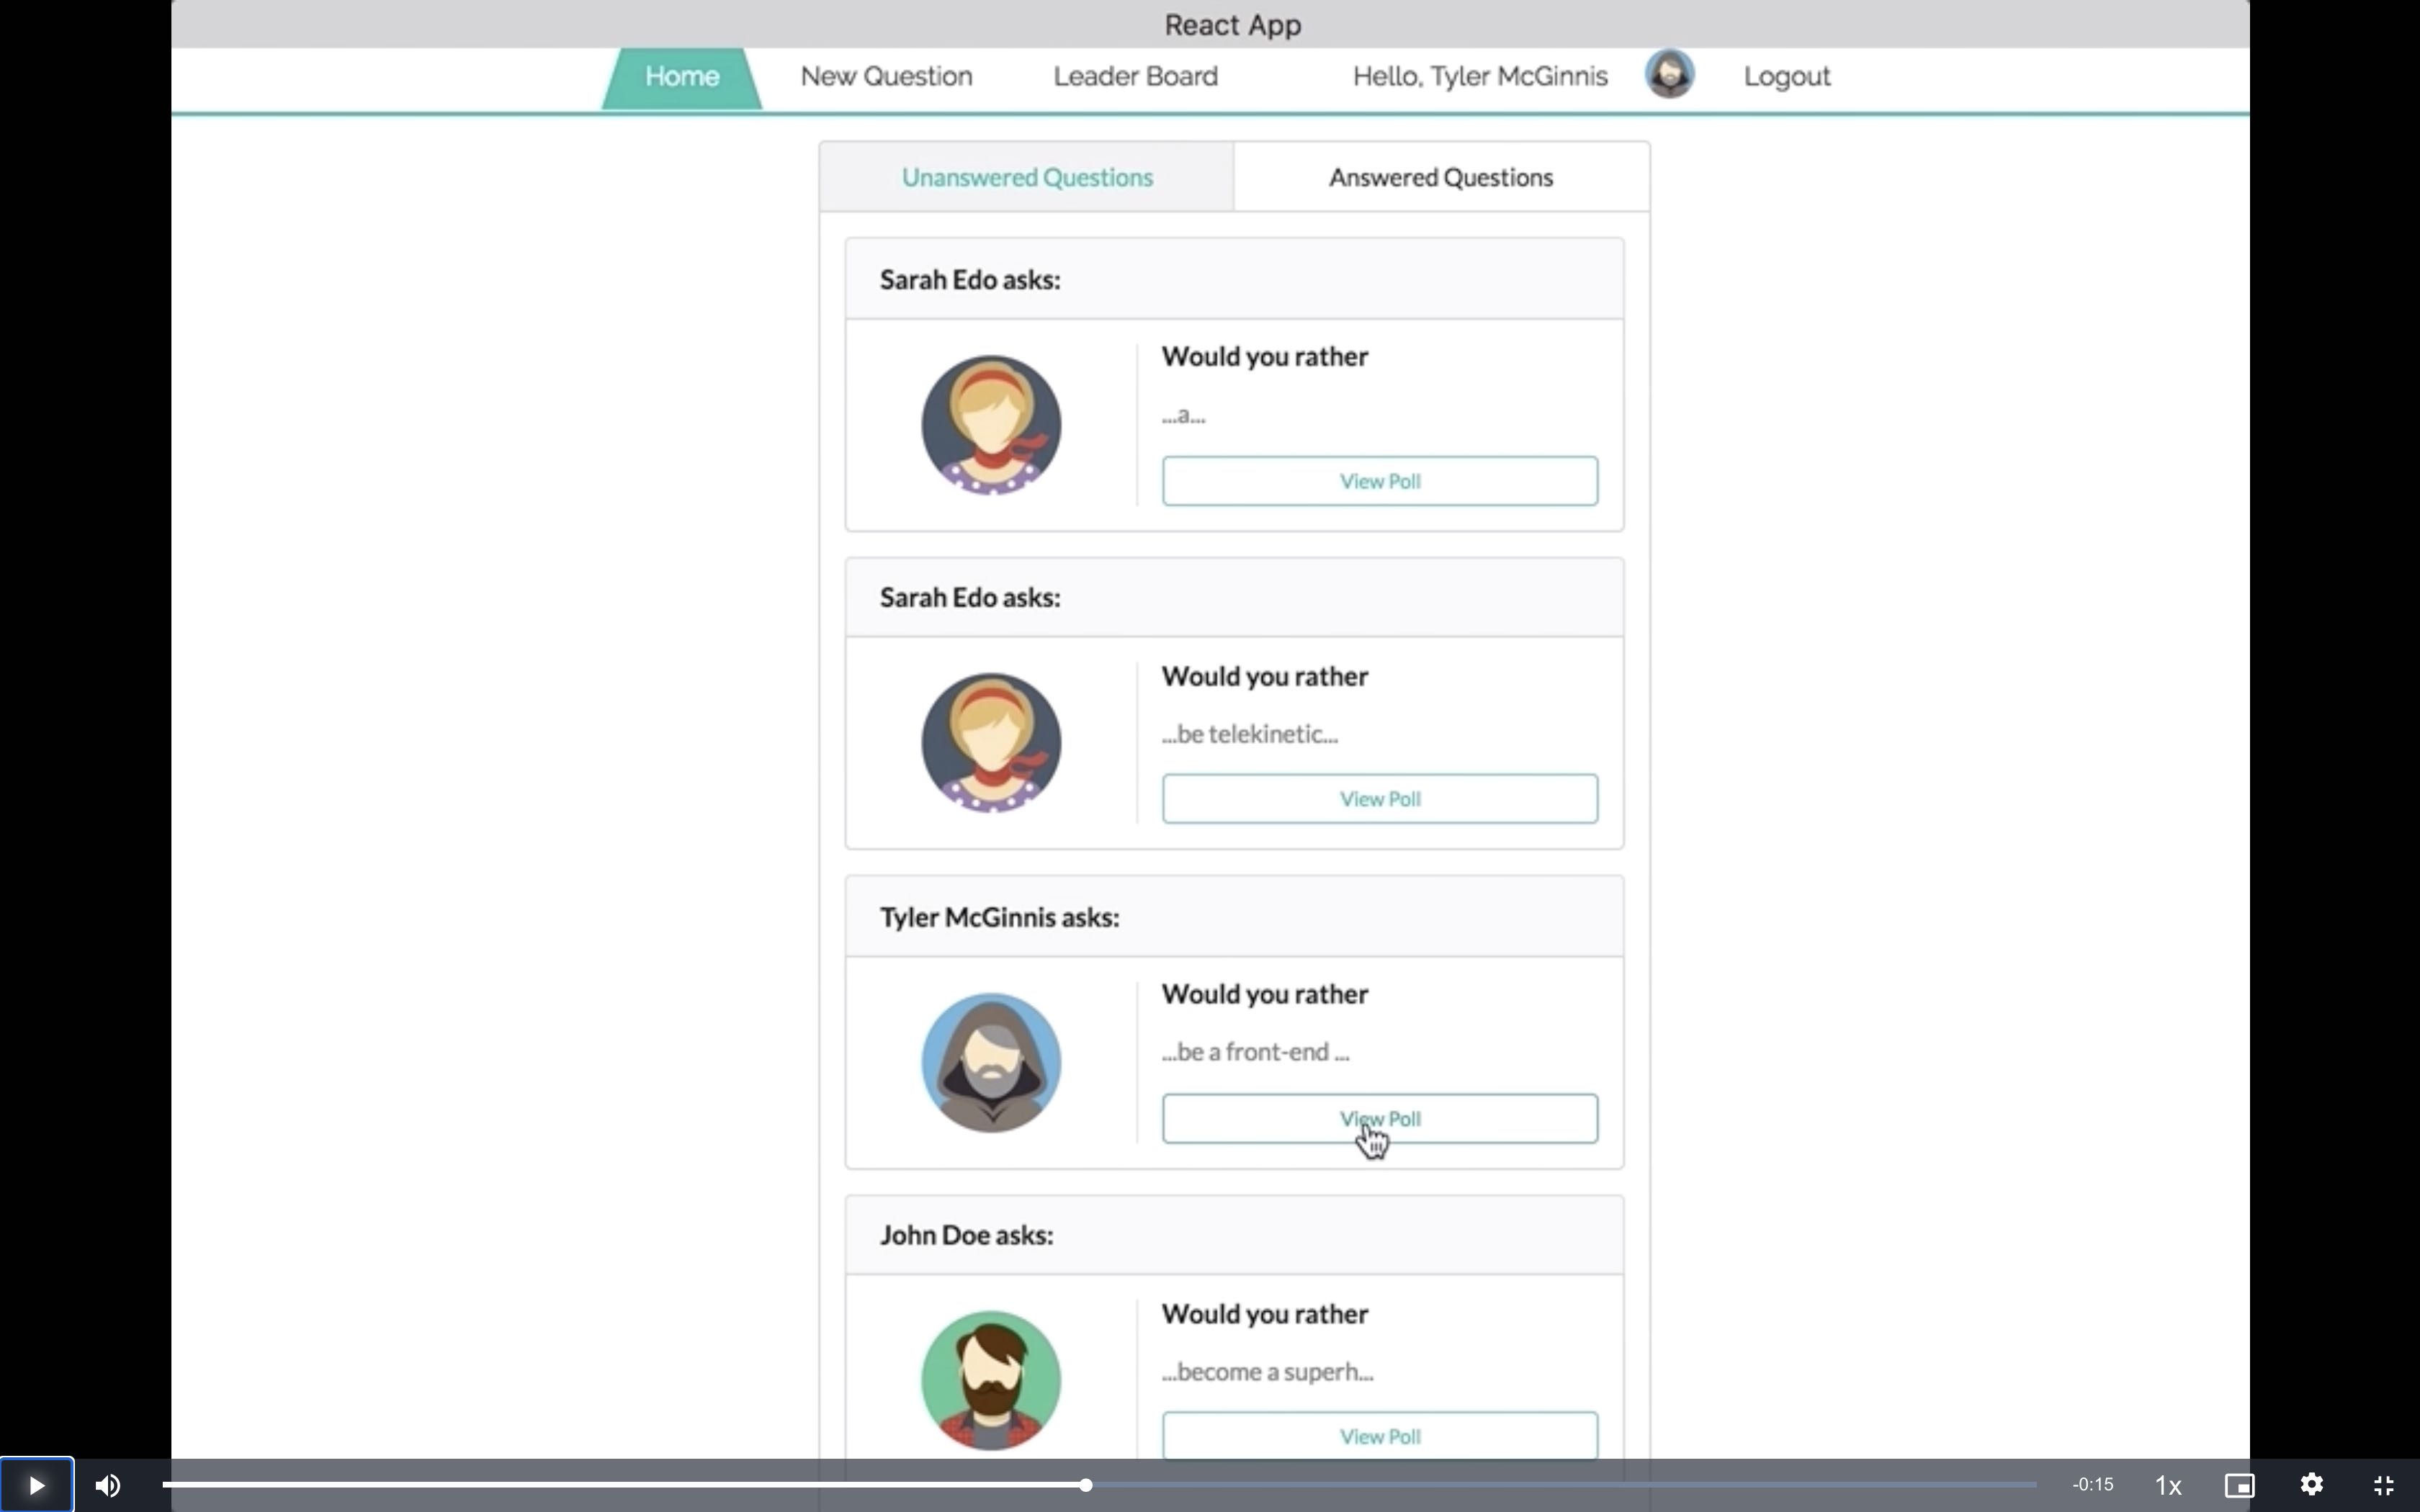 React App
Home New Question Leader Board Hello, Tyler McGinnis Logout
Unanswered Questions Answered Questions
Sarah Edo asks:
Would you rather
...a...
View Poll
Sarah Edo asks:
Would you rather
...be telekinetic...
View Poll
Tyler McGinnis asks:
Would you rather
...be a front-end ...
View Poll
John Doe asks:
Would you rather
...become a superh...
View Poll
-0:15 1x